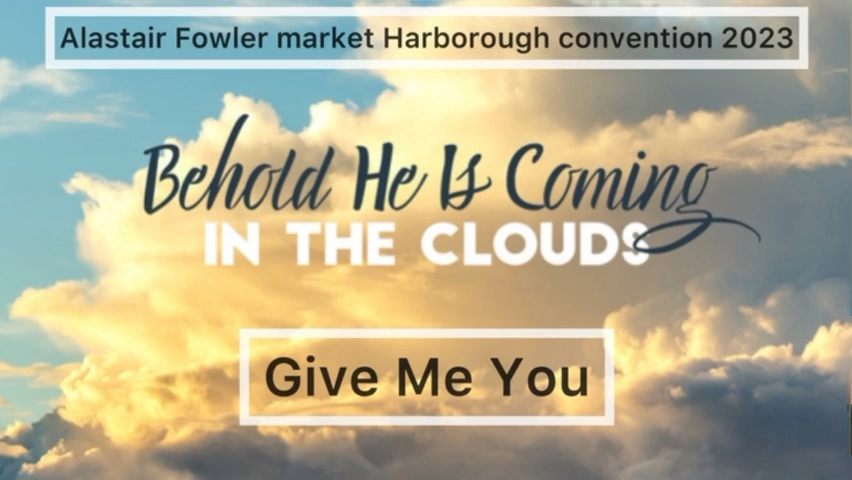 Alastair Fowler market Harborough convention 2023
Behold He Is Coming
IN THE CLOUDS
Give Me You